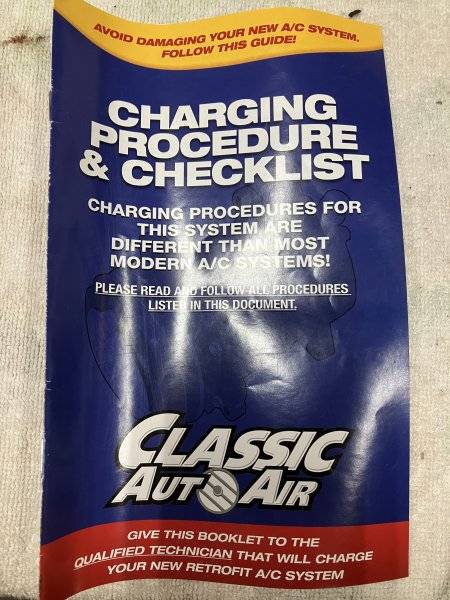 AVOID DAMAGING YOUR NEW A/C SYSTEM.
FOLLOW THIS GUIDE!
CHARGING
PROCEDURE
& CHECKLIST
CHARGING PROCEDURES FOR
THIS SYSTEM ARE
DIFFERENT THAN MOST
MODERN A/C SYSTEMS!
PLEASE READ AND FOLLOW ALL PROCEDURES
LISTED IN THIS DOCUMENT.
CLASSIC
AUTO AIR
GIVE THIS BOOKLET TO THE
QUALIFIED TECHNICIAN THAT WILL CHARGE
YOUR NEW RETROFIT A/C SYSTEM